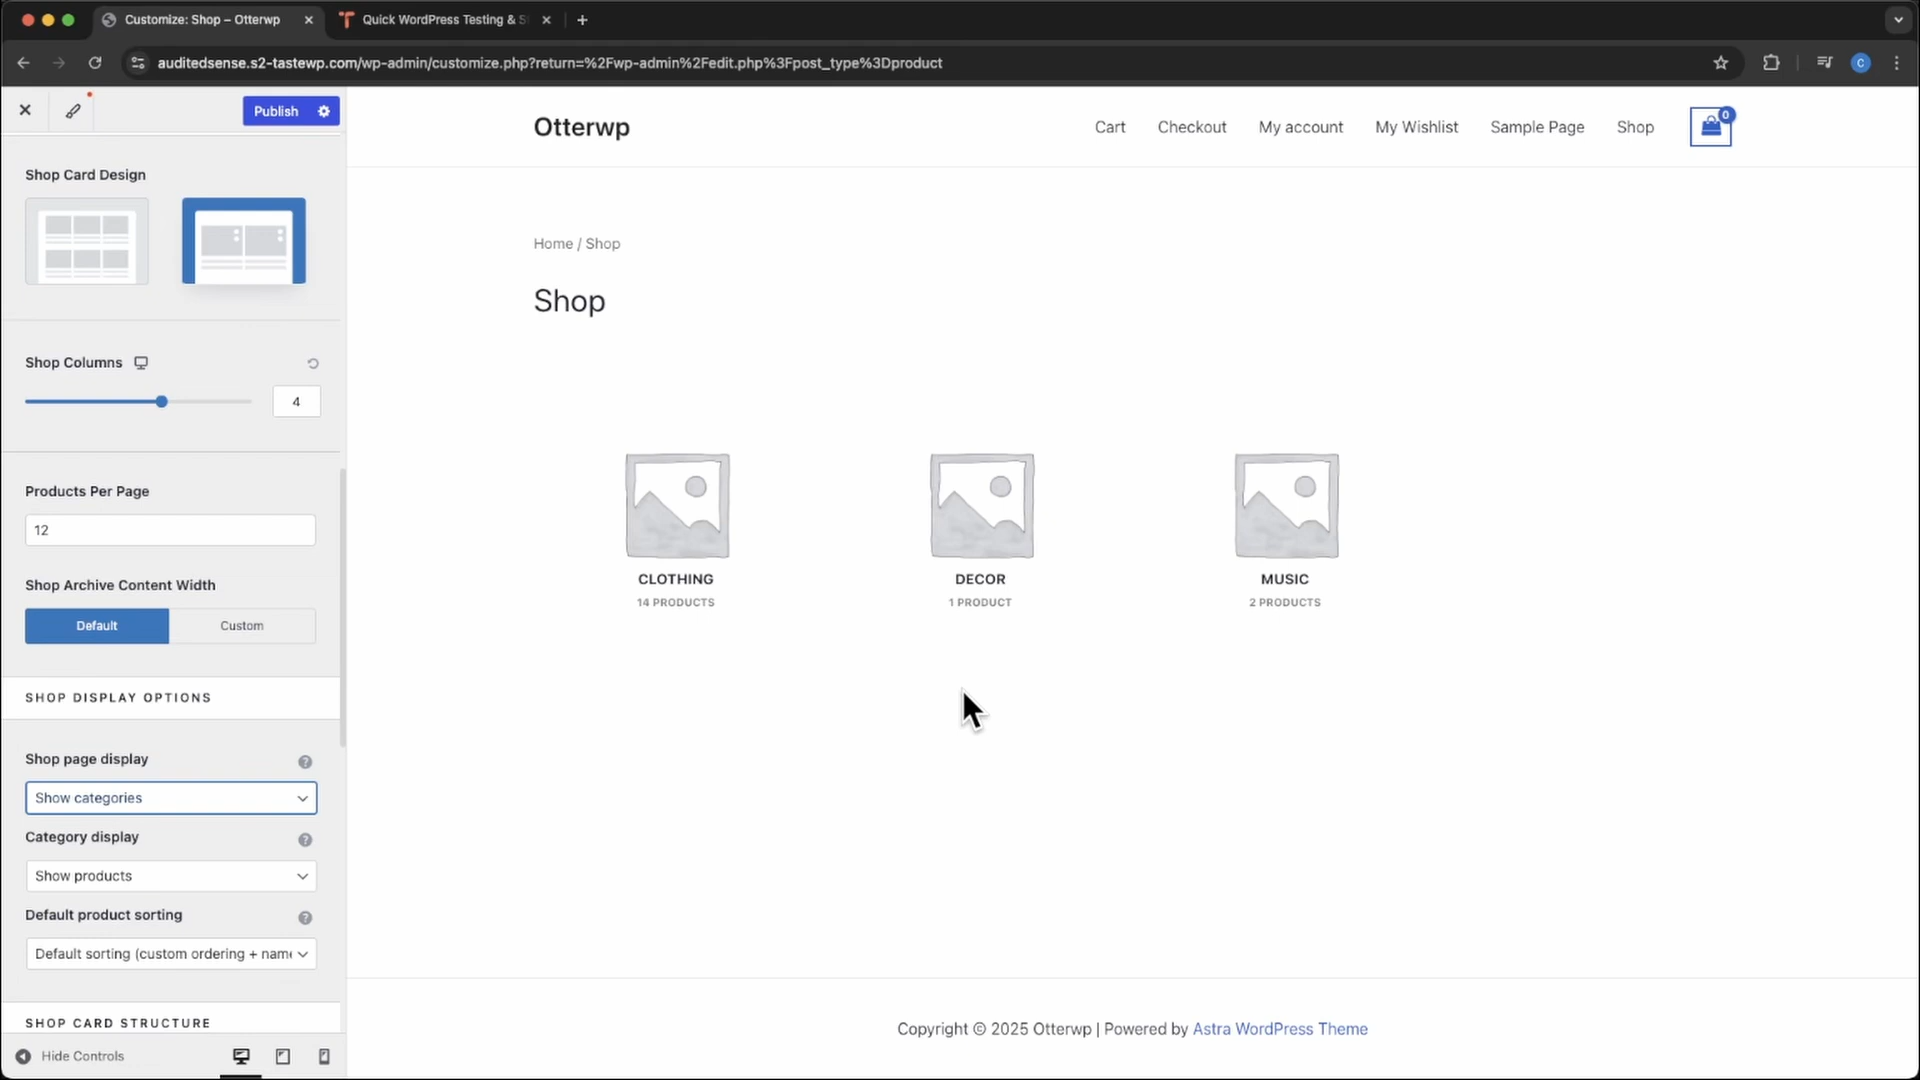 Customize: Shop – Otterwp
Quick WordPress Testing & S
auditedsense.s2-tastewp.com/wp-admin/customize.php?return=%2Fwp-admin%2Fedit.php%3Fpost_type%3Dproduct
C
Publish
Shop Card Design
Shop Columns
4
Products Per Page
12
Shop Archive Content Width
Default
Custom
SHOP DISPLAY OPTIONS
Shop page display
?
Show categories
Category display
?
Show products
Default product sorting
?
Default sorting (custom ordering + name
SHOP CARD STRUCTURE
Hide Controls
Otterwp
Cart
Checkout
My account
My Wishlist
Sample Page
Shop
0
Home / Shop
Shop
CLOTHING
14 PRODUCTS
DECOR
1 PRODUCT
MUSIC
2 PRODUCTS
Copyright © 2025 Otterwp | Powered by Astra WordPress Theme